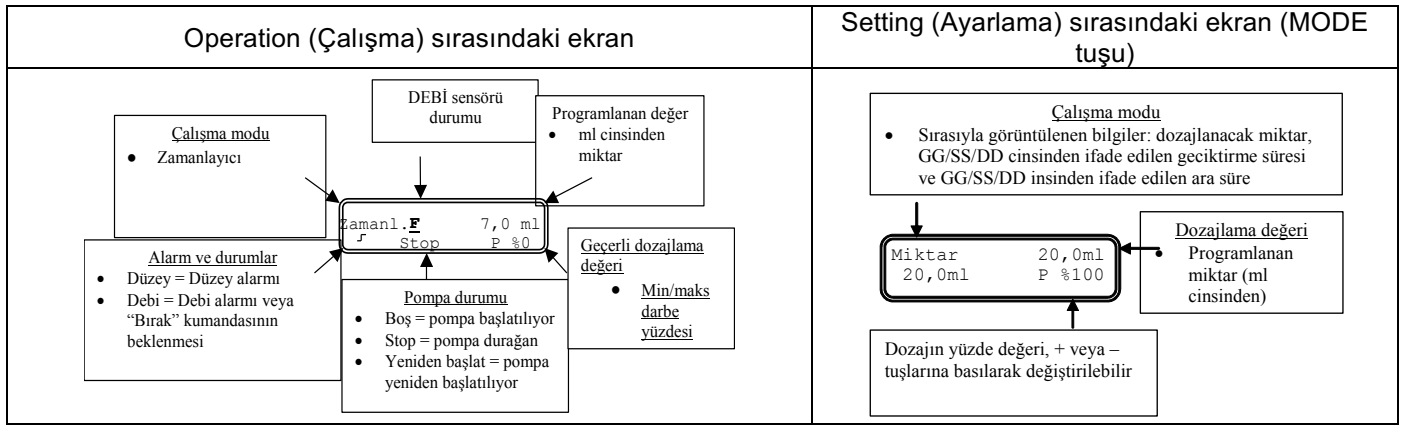 Operation (Çalışma) sırasındaki ekran
Setting (Ayarlama) sırasındaki ekran (MODE
tuşu)
DEBİ sensörü
durumu
Çalışma modu
• Zamanlayıcı
Programlanan değer
• ml cinsinden
miktar
Zamanl.F 7,0 ml
Stop P %0
Alarm ve durumlar
• Düzey = Düzey alarmı
• Debi = Debi alarmı veya
“Bırak” kumandasının
beklenmesi
Pompa durumu
• Boş = pompa başlatılıyor
• Stop = pompa durağan
• Yeniden başlat = pompa
yeniden başlatılıyor
Geçerli dozajlama
değeri
• Min/maks
darbe
yüzdesi
Çalışma modu
• Sırasıyla görüntülenen bilgiler: dozajlanacak miktar,
GG/SS/DD cinsinden ifade edilen geciktirme süresi
ve GG/SS/DD insinden ifade edilen ara süre
Miktar 20,0ml
20,0ml P %100
Dozajlama değeri
• Programlanan
miktar (ml
cinsinden)
Dozajın yüzde değeri, + veya –
tuşlarına basılarak değiştirilebilir